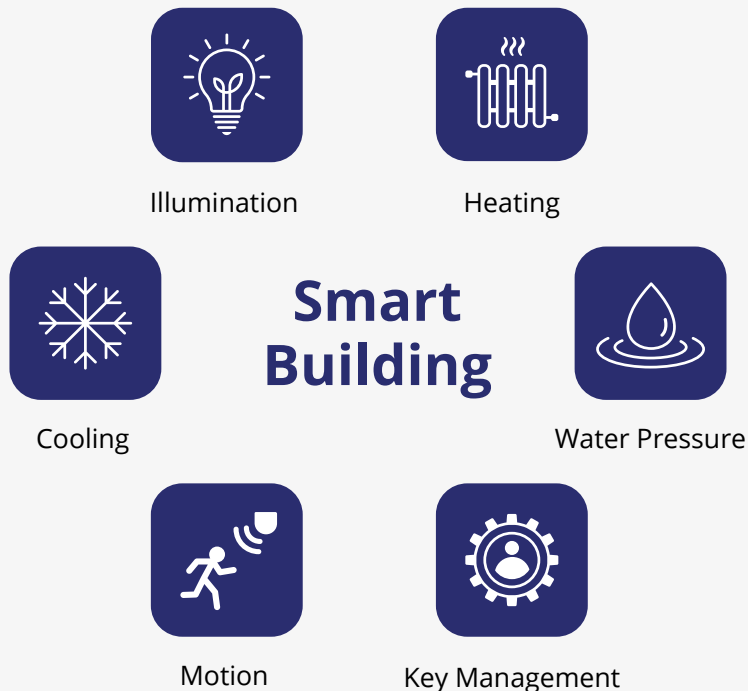 Illumination
Heating
Smart
Building
Cooling
Water Pressure
Motion
Key Management